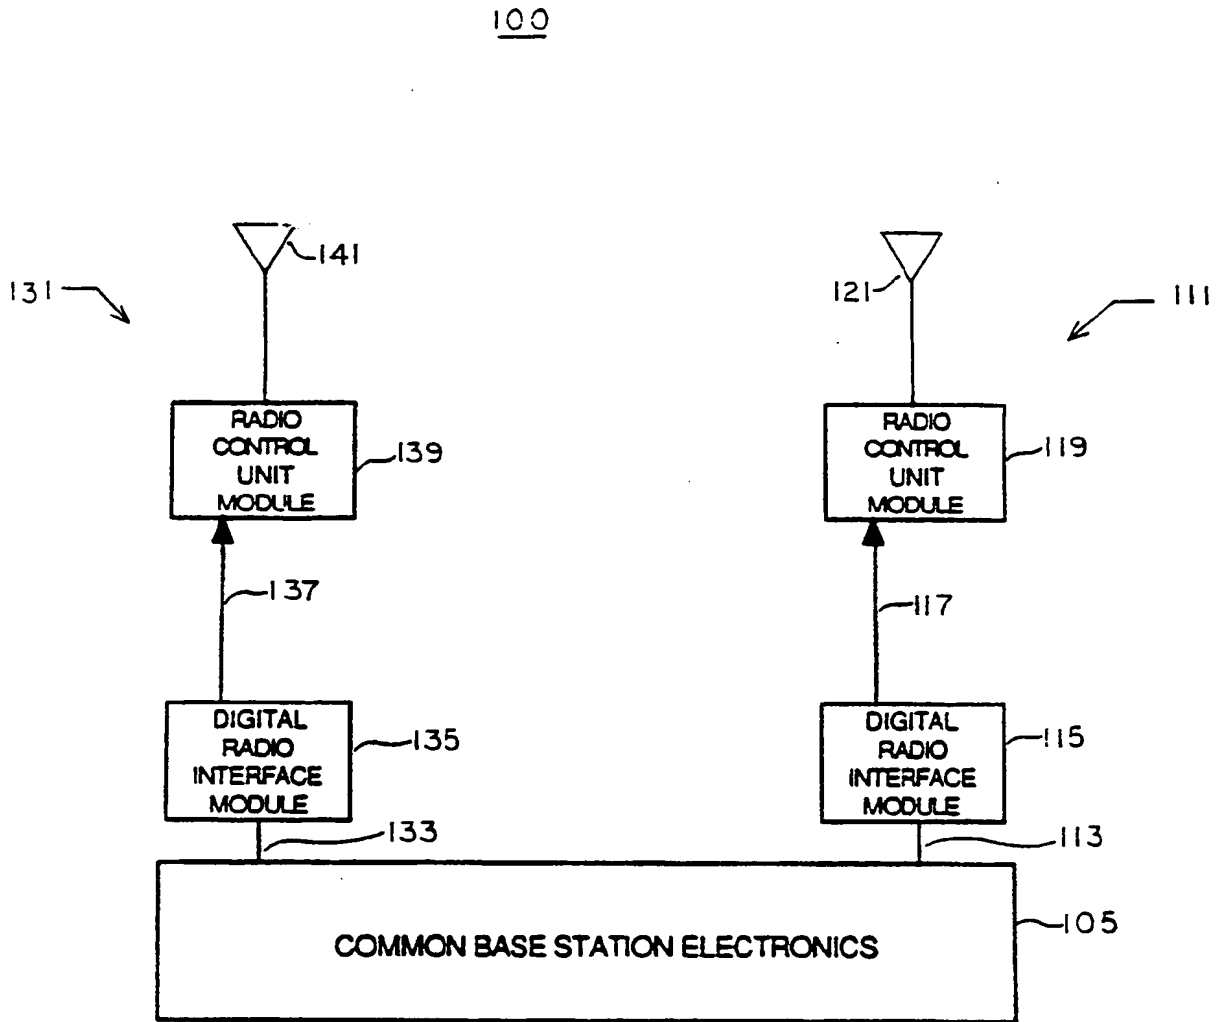 100
141
131
121
111
RADIO
CONTROL
UNIT
MODULE
139
RADIO
CONTROL
UNIT
MODULE
119
137
117
DIGITAL
RADIO
INTERFACE
MODULE
135
DIGITAL
RADIO
INTERFACE
MODULE
115
133
113
COMMON BASE STATION ELECTRONICS
105